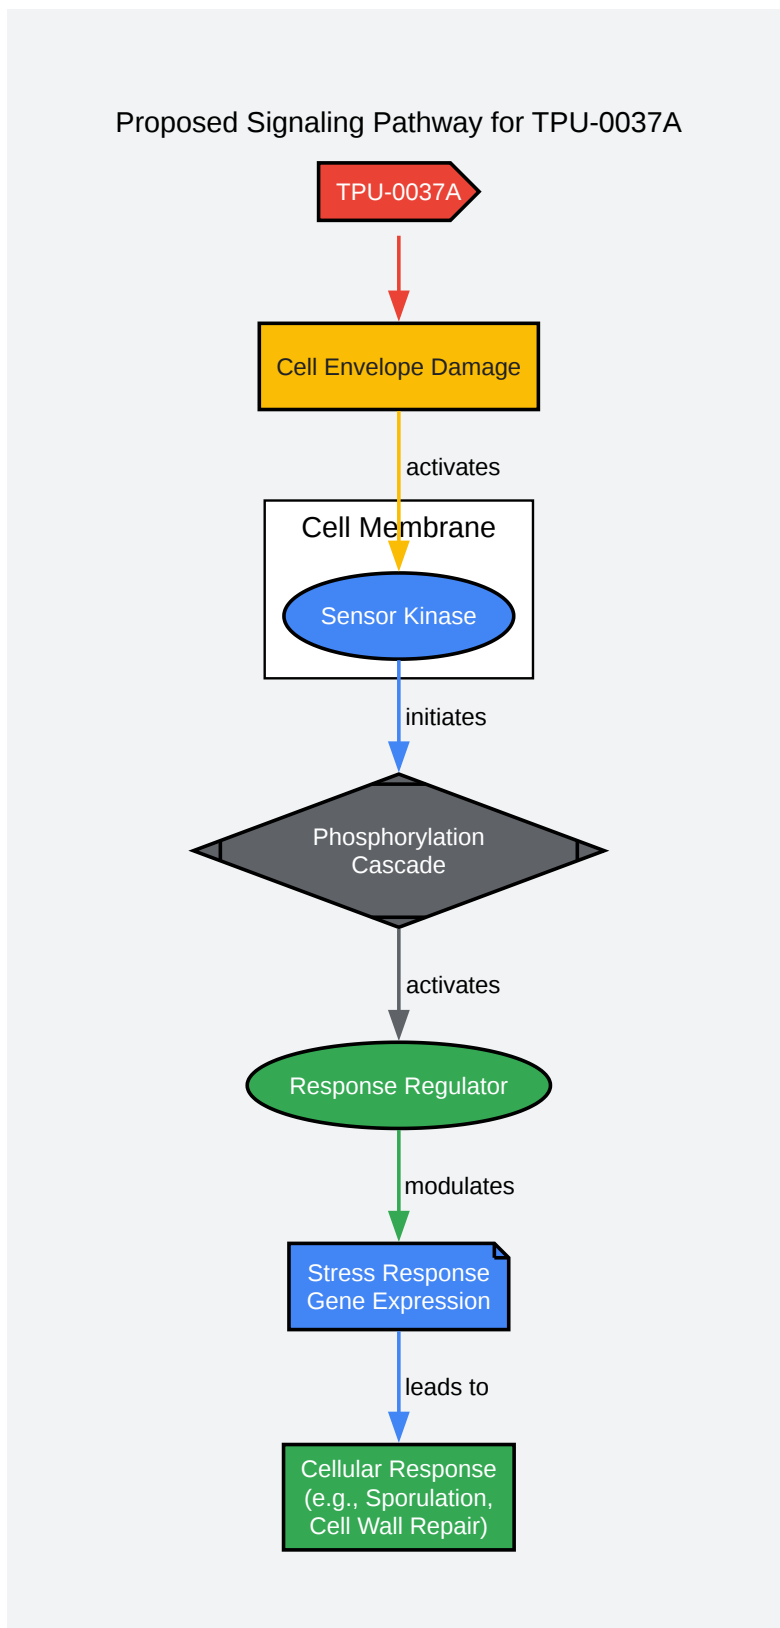 Proposed Signaling Pathway for TPU-0037A
TPU-0037A
Cell Envelope Damage
activates
Cell Membrane
Sensor Kinase
initiates
Phosphorylation
Cascade
activates
Response Regulator
modulates
Stress Response
Gene Expression
leads to
Cellular Response
(e.g., Sporulation,
Cell Wall Repair)